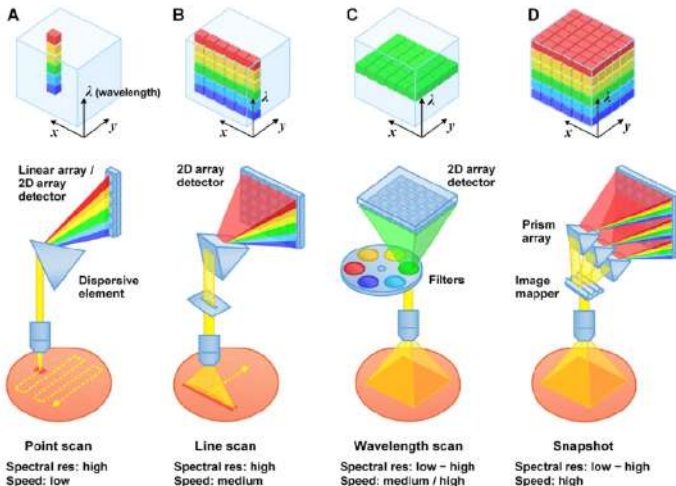 A
B
C
D
λ (wavelength)
x
y
λ
x
y
λ
x
y
λ
x
y
Linear array /
2D array
detector
Dispersive
element
2D array
detector
2D array
detector
Filters
Prism
array
Image
mapper
Point scan
Spectral res: high
Speed: low
Line scan
Spectral res: high
Speed: medium
Wavelength scan
Spectral res: low – high
Speed: medium / high
Snapshot
Spectral res: low – high
Speed: high